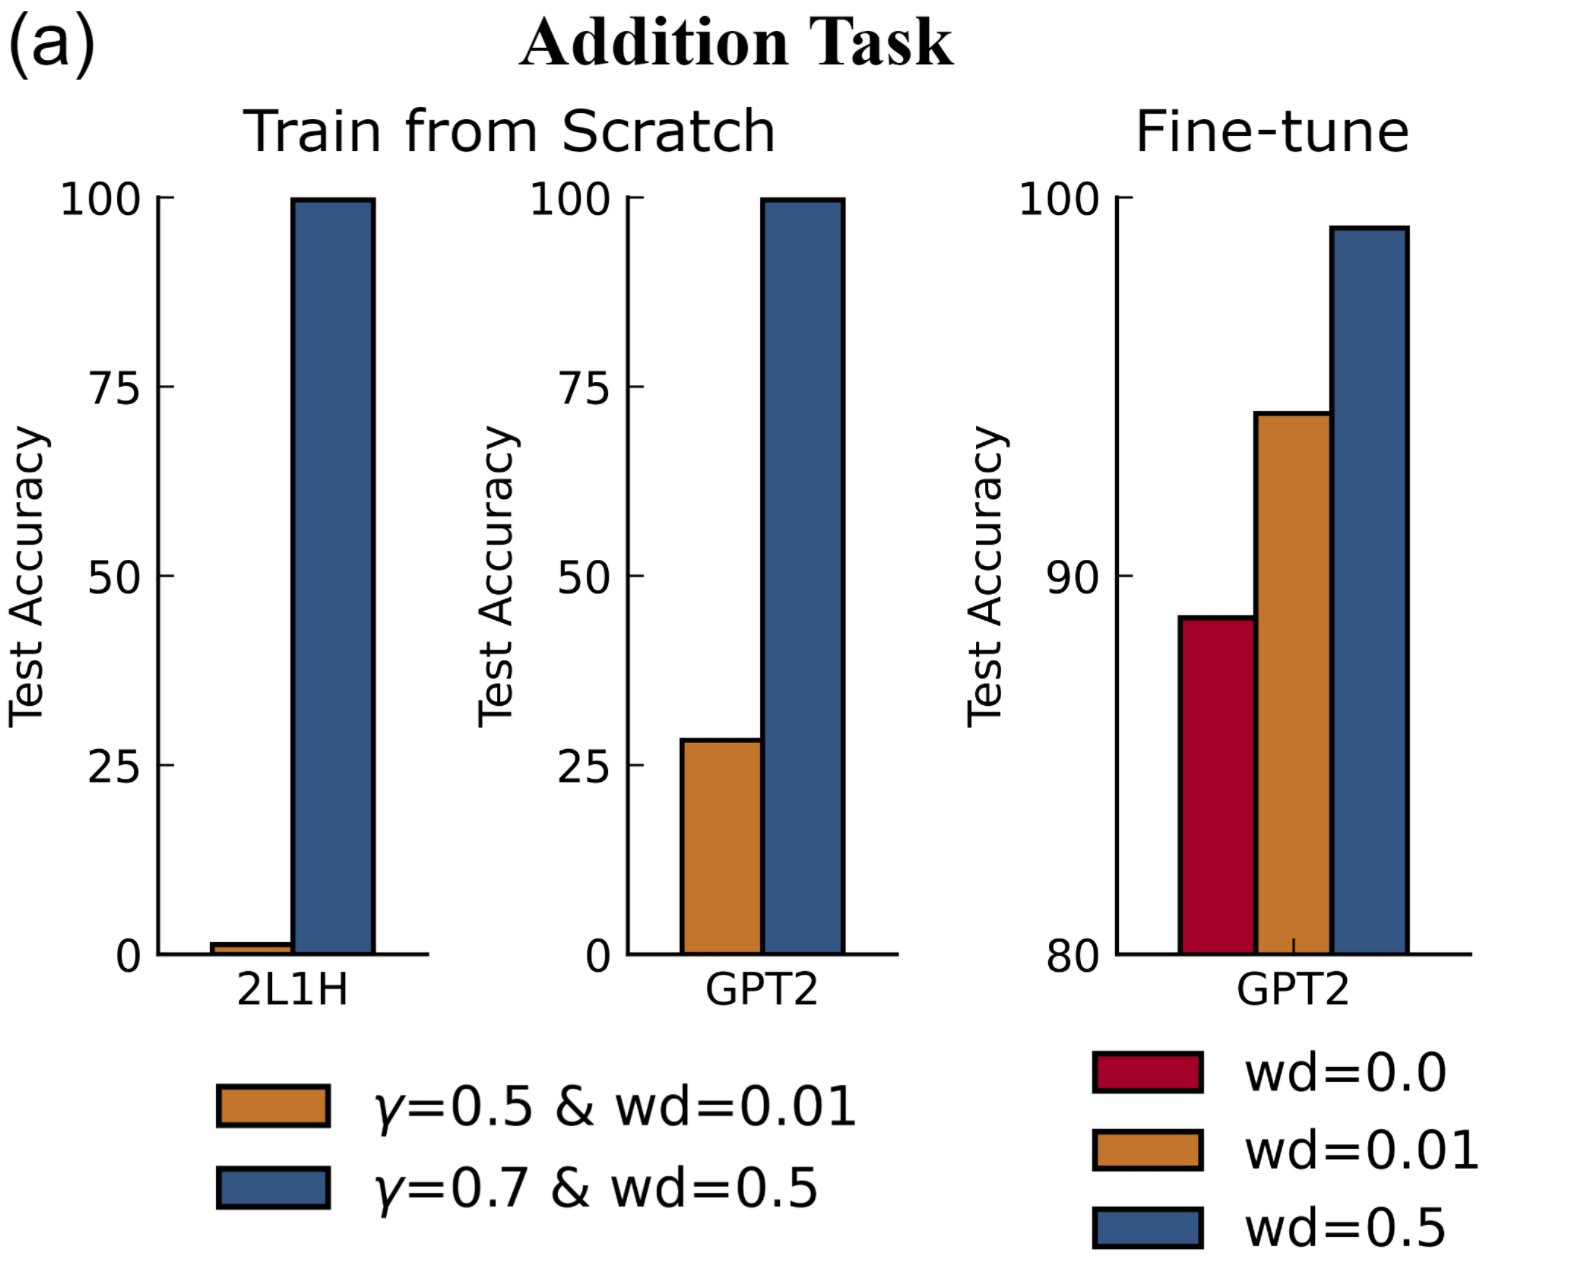 (a)
Addition Task
Train from Scratch
Test Accuracy
100
75
50
25
0
2L1H
Test Accuracy
100
75
50
25
0
GPT2
γ=0.5 & wd=0.01
γ=0.7 & wd=0.5
Fine-tune
Test Accuracy
100
90
80
GPT2
wd=0.0
wd=0.01
wd=0.5